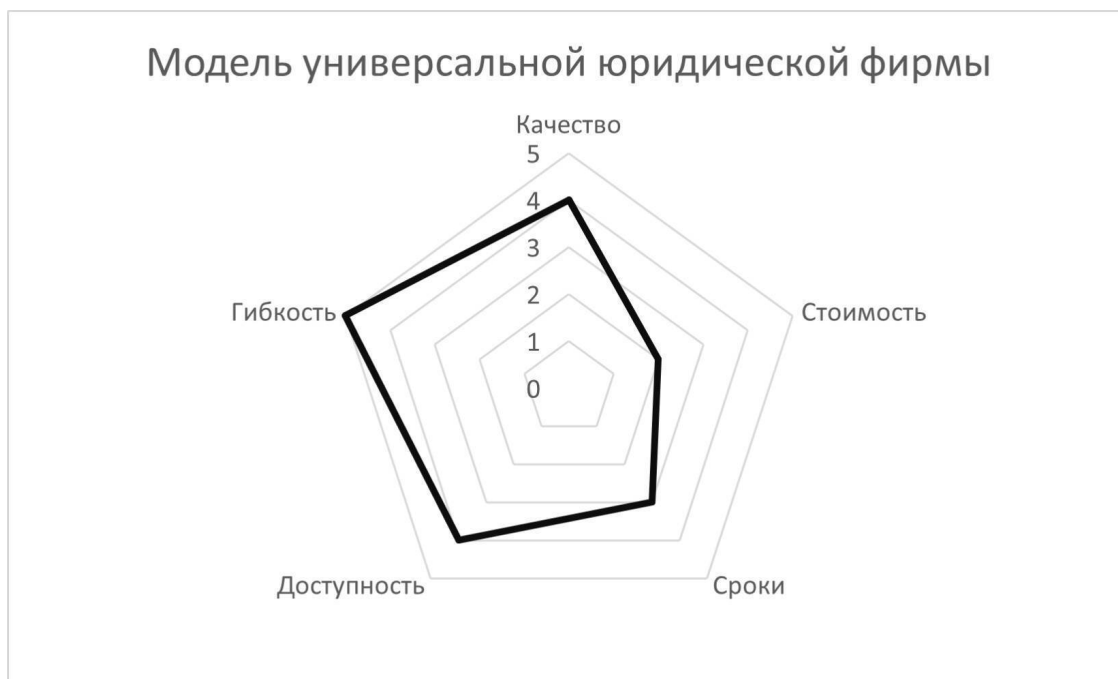 Модель универсальной юридической фирмы
Качество
5
4
3
2
1
0
Гибкость
Стоимость
Доступность
Сроки